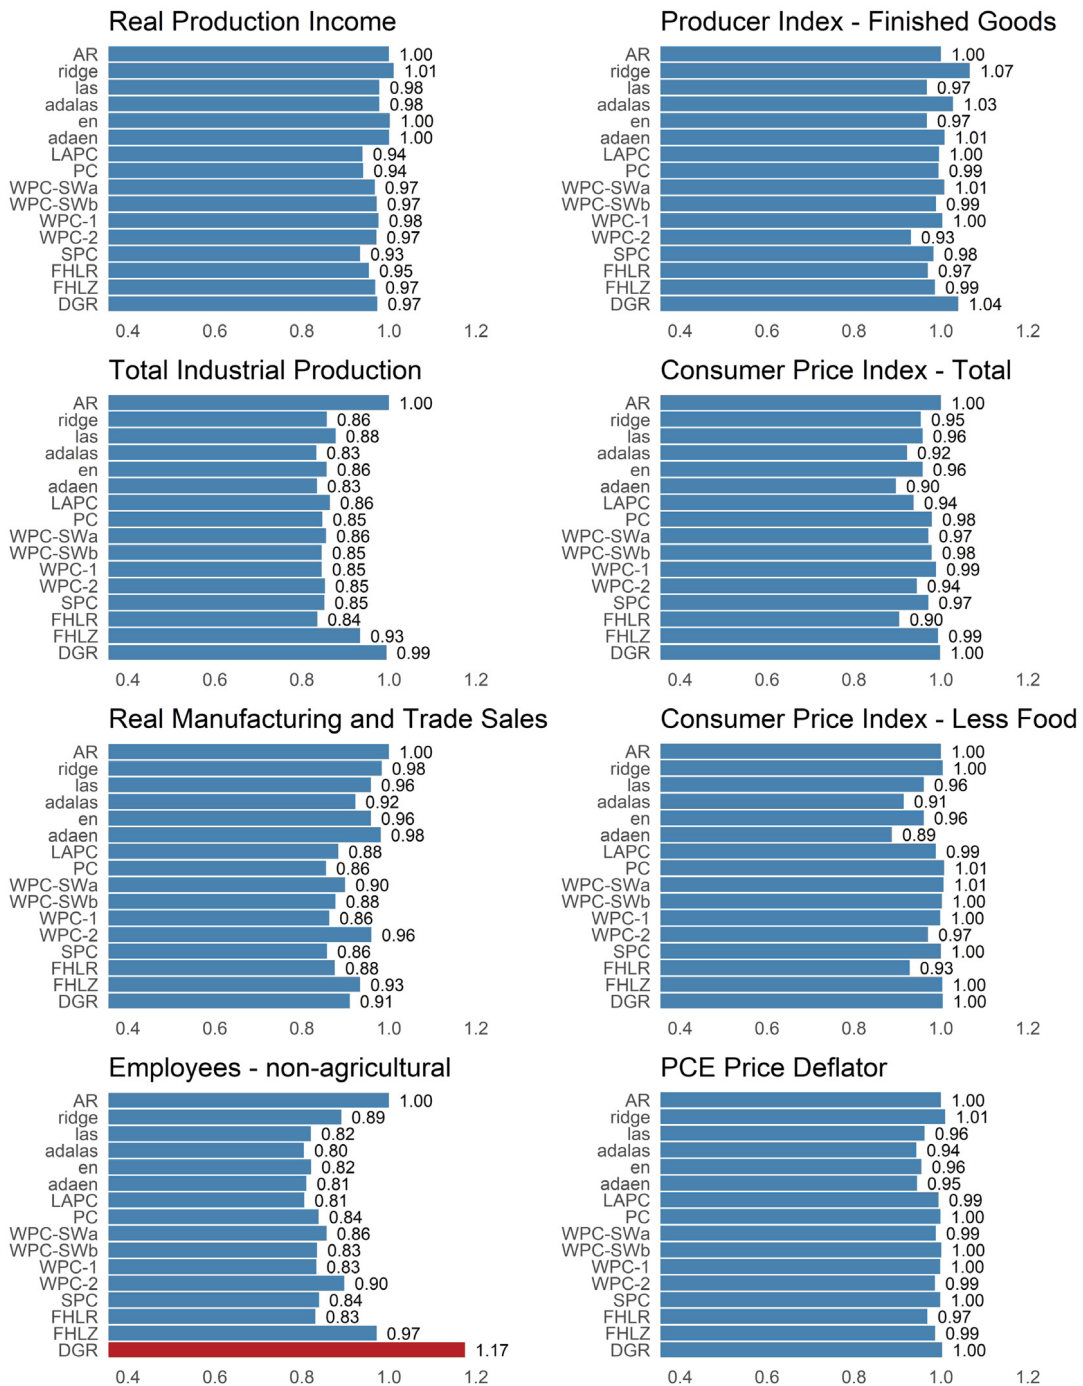 Real Production Income
AR 1.00
ridge 1.01
las 0.98
adalas 0.98
en 1.00
adaen 1.00
LAPC 0.94
PC 0.94
WPC-SWa 0.97
WPC-SWb 0.97
WPC-1 0.98
WPC-2 0.97
SPC 0.93
FHLR 0.95
FHLZ 0.97
DGR 0.97
0.4 0.6 0.8 1.0 1.2
Producer Index - Finished Goods
AR 1.00
ridge 1.07
las 0.97
adalas 1.03
en 0.97
adaen 1.01
LAPC 1.00
PC 0.99
WPC-SWa 1.01
WPC-SWb 0.99
WPC-1 1.00
WPC-2 0.93
SPC 0.98
FHLR 0.97
FHLZ 0.99
DGR 1.04
0.4 0.6 0.8 1.0 1.2
Total Industrial Production
AR 1.00
ridge 0.86
las 0.88
adalas 0.83
en 0.86
adaen 0.83
LAPC 0.86
PC 0.85
WPC-SWa 0.86
WPC-SWb 0.85
WPC-1 0.85
WPC-2 0.85
SPC 0.85
FHLR 0.84
FHLZ 0.93
DGR 0.99
0.4 0.6 0.8 1.0 1.2
Consumer Price Index - Total
AR 1.00
ridge 0.95
las 0.96
adalas 0.92
en 0.96
adaen 0.90
LAPC 0.94
PC 0.98
WPC-SWa 0.97
WPC-SWb 0.98
WPC-1 0.99
WPC-2 0.94
SPC 0.97
FHLR 0.90
FHLZ 0.99
DGR 1.00
0.4 0.6 0.8 1.0 1.2
Real Manufacturing and Trade Sales
AR 1.00
ridge 0.98
las 0.96
adalas 0.92
en 0.96
adaen 0.98
LAPC 0.88
PC 0.86
WPC-SWa 0.90
WPC-SWb 0.88
WPC-1 0.86
WPC-2 0.96
SPC 0.86
FHLR 0.88
FHLZ 0.93
DGR 0.91
0.4 0.6 0.8 1.0 1.2
Consumer Price Index - Less Food
AR 1.00
ridge 1.00
las 0.96
adalas 0.91
en 0.96
adaen 0.89
LAPC 0.99
PC 1.01
WPC-SWa 1.01
WPC-SWb 1.00
WPC-1 1.00
WPC-2 0.97
SPC 1.00
FHLR 0.93
FHLZ 1.00
DGR 1.00
0.4 0.6 0.8 1.0 1.2
Employees - non-agricultural
AR 1.00
ridge 0.89
las 0.82
adalas 0.80
en 0.82
adaen 0.81
LAPC 0.81
PC 0.84
WPC-SWa 0.86
WPC-SWb 0.83
WPC-1 0.83
WPC-2 0.90
SPC 0.84
FHLR 0.83
FHLZ 0.97
DGR 1.17
0.4 0.6 0.8 1.0 1.2
PCE Price Deflator
AR 1.00
ridge 1.01
las 0.96
adalas 0.94
en 0.96
adaen 0.95
LAPC 0.99
PC 1.00
WPC-SWa 0.99
WPC-SWb 1.00
WPC-1 1.00
WPC-2 0.99
SPC 1.00
FHLR 0.97
FHLZ 0.99
DGR 1.00
0.4 0.6 0.8 1.0 1.2